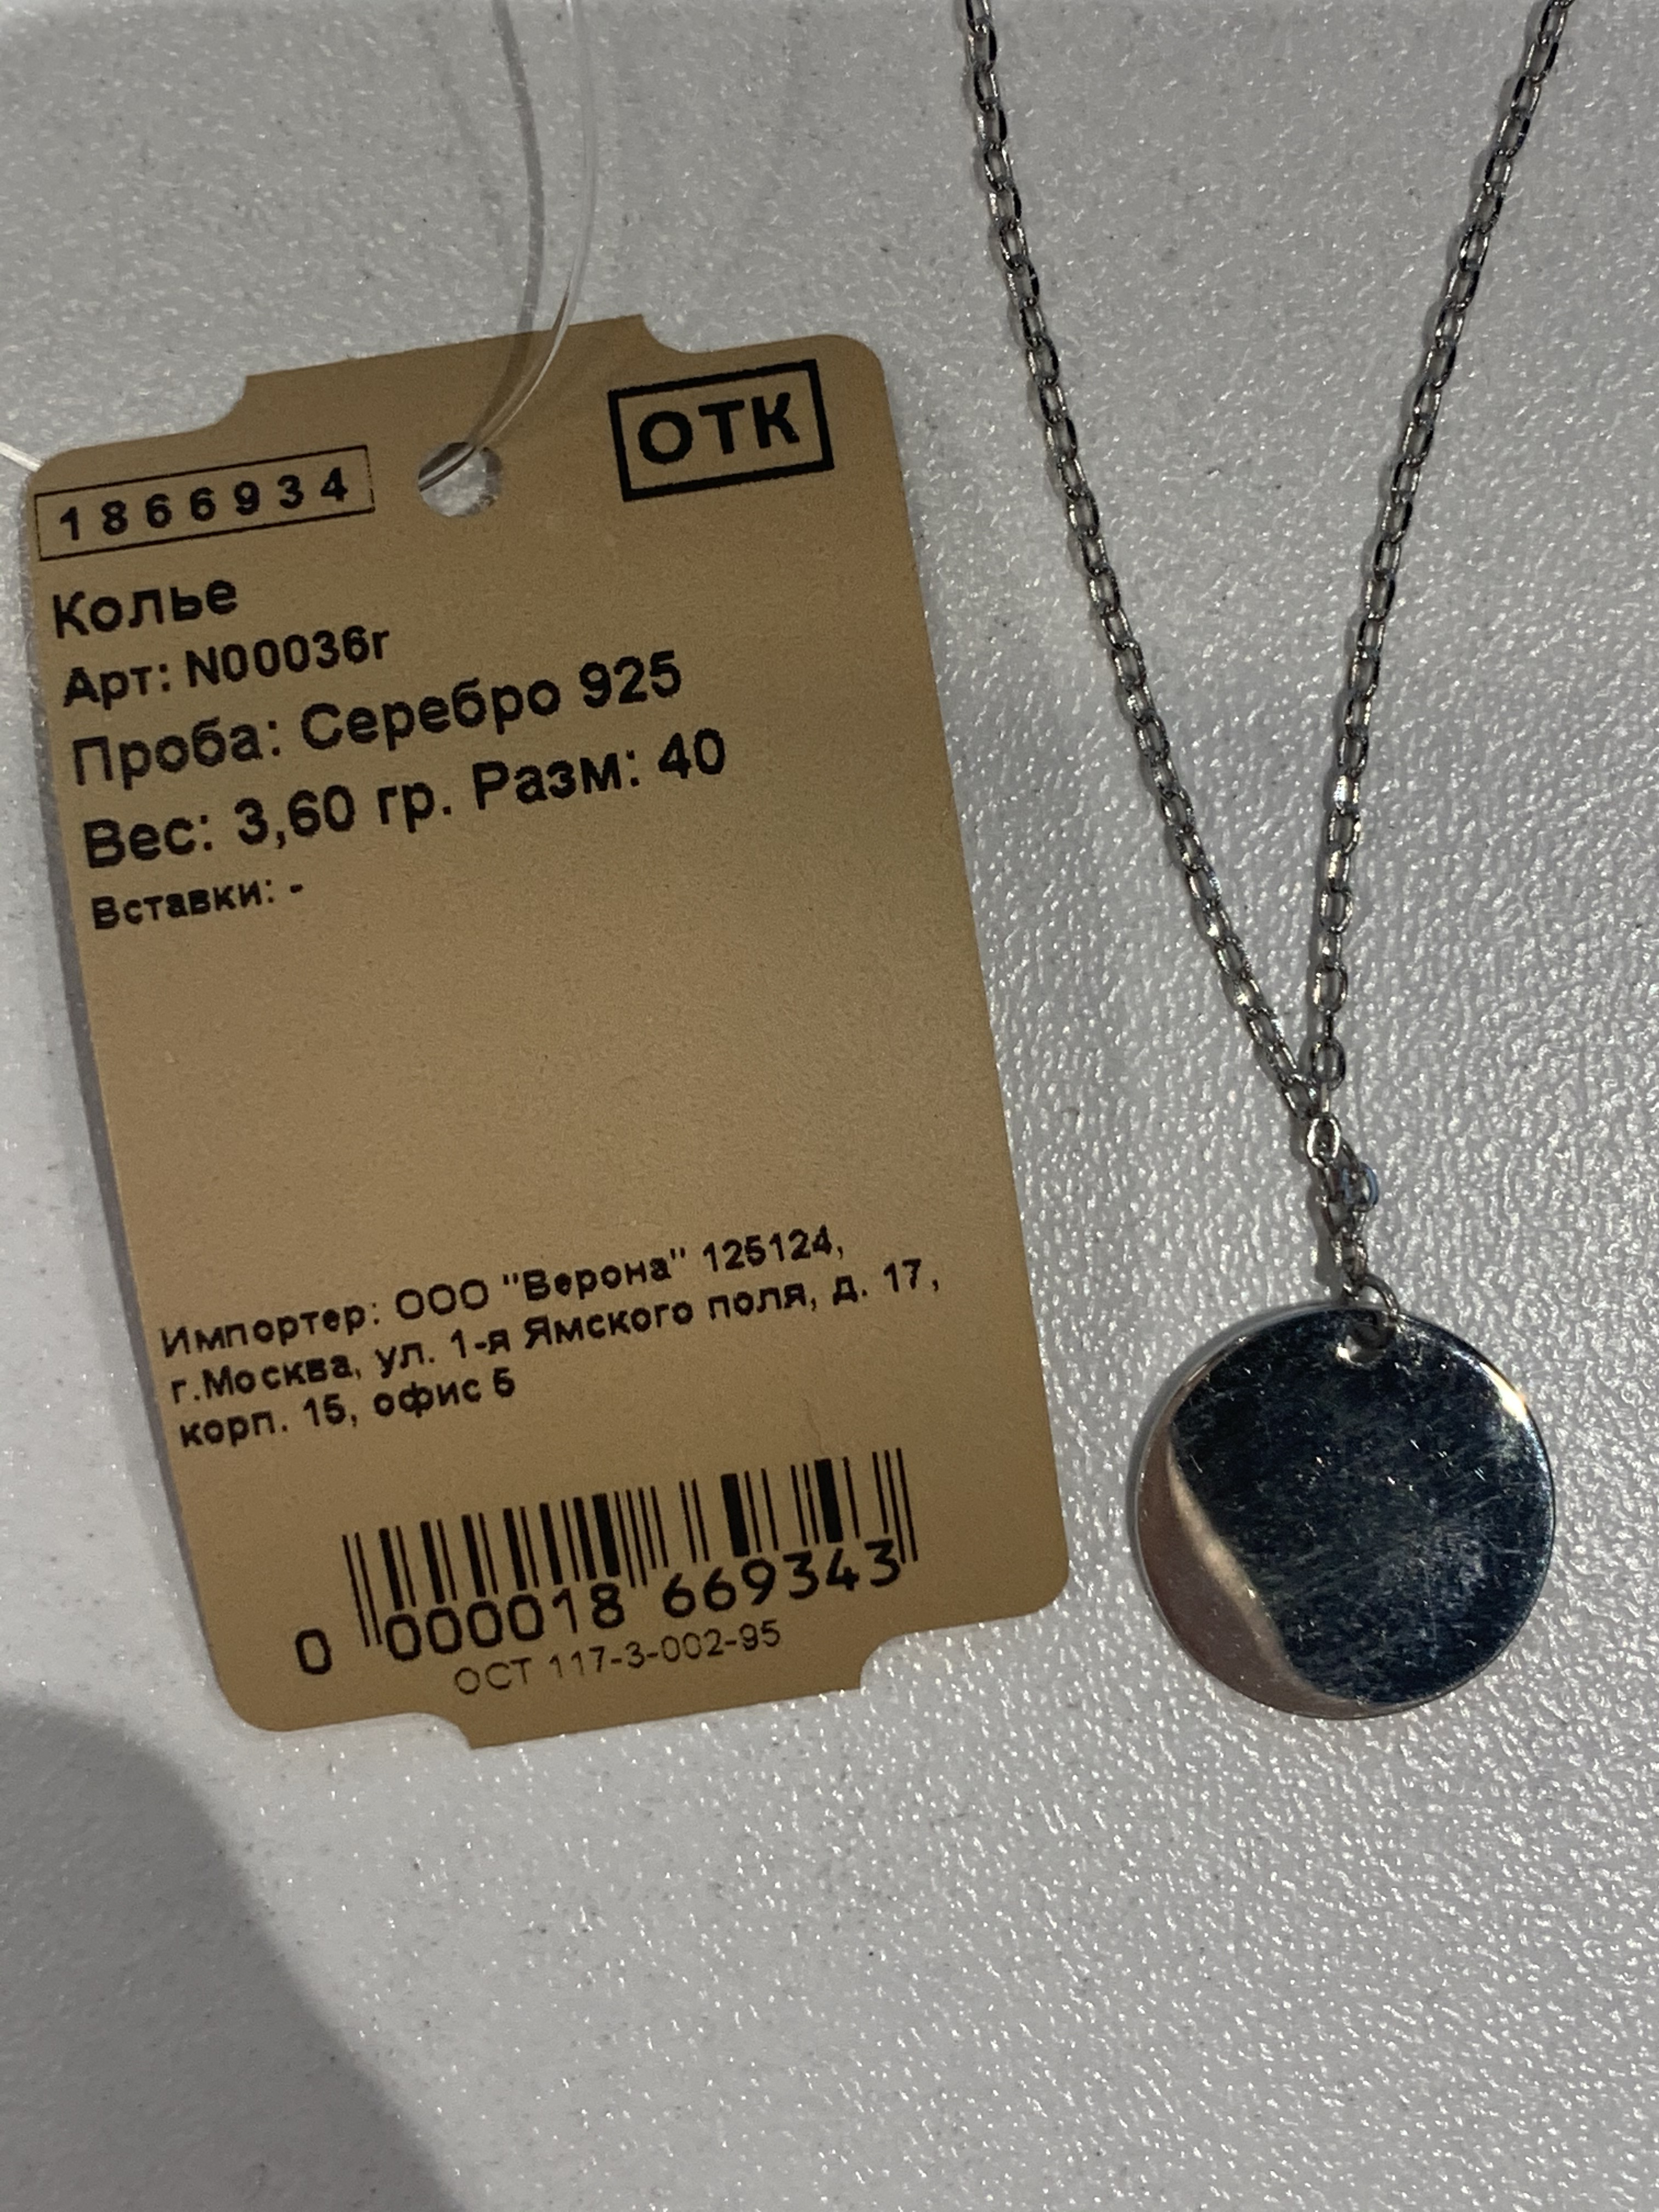 ОТК
1866934
Колье
Арт: N00036г
Проба: Серебро 925
Вес: 3,60 гр. Разм: 40
Вставки: -
Импортер: ООО "Верона" 125124,
г.Москва, ул. 1-я Ямского поля, д. 17,
корп. 15, офис 5
0 000018 669343
ОСТ 117-3-002-95